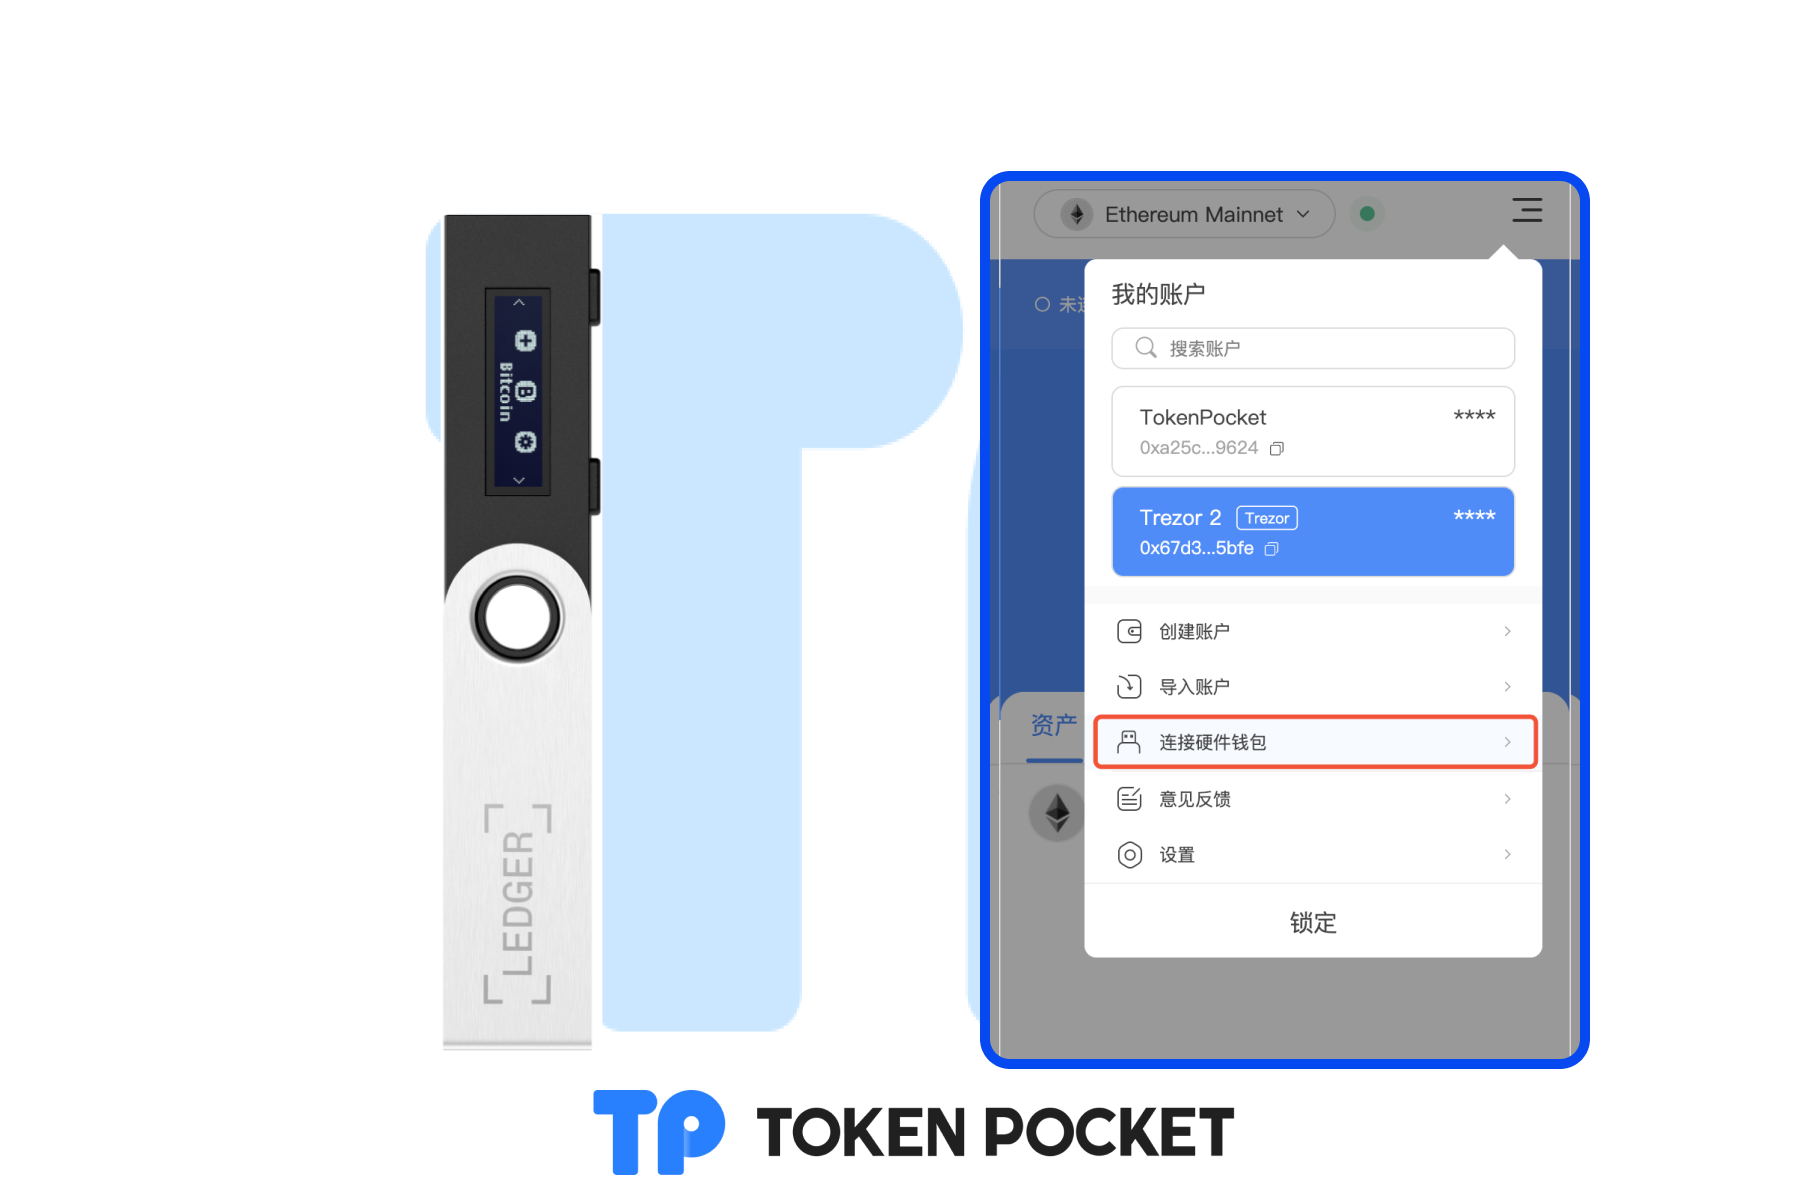 Bitcoin
LEDGER
Ethereum Mainnet
未
我的账户
搜索账户
TokenPocket ****
0xa25c...9624
Trezor 2 Trezor ****
0x67d3...5bfe
创建账户
导入账户
资产
连接硬件钱包
意见反馈
设置
锁定
TP TOKEN POCKET